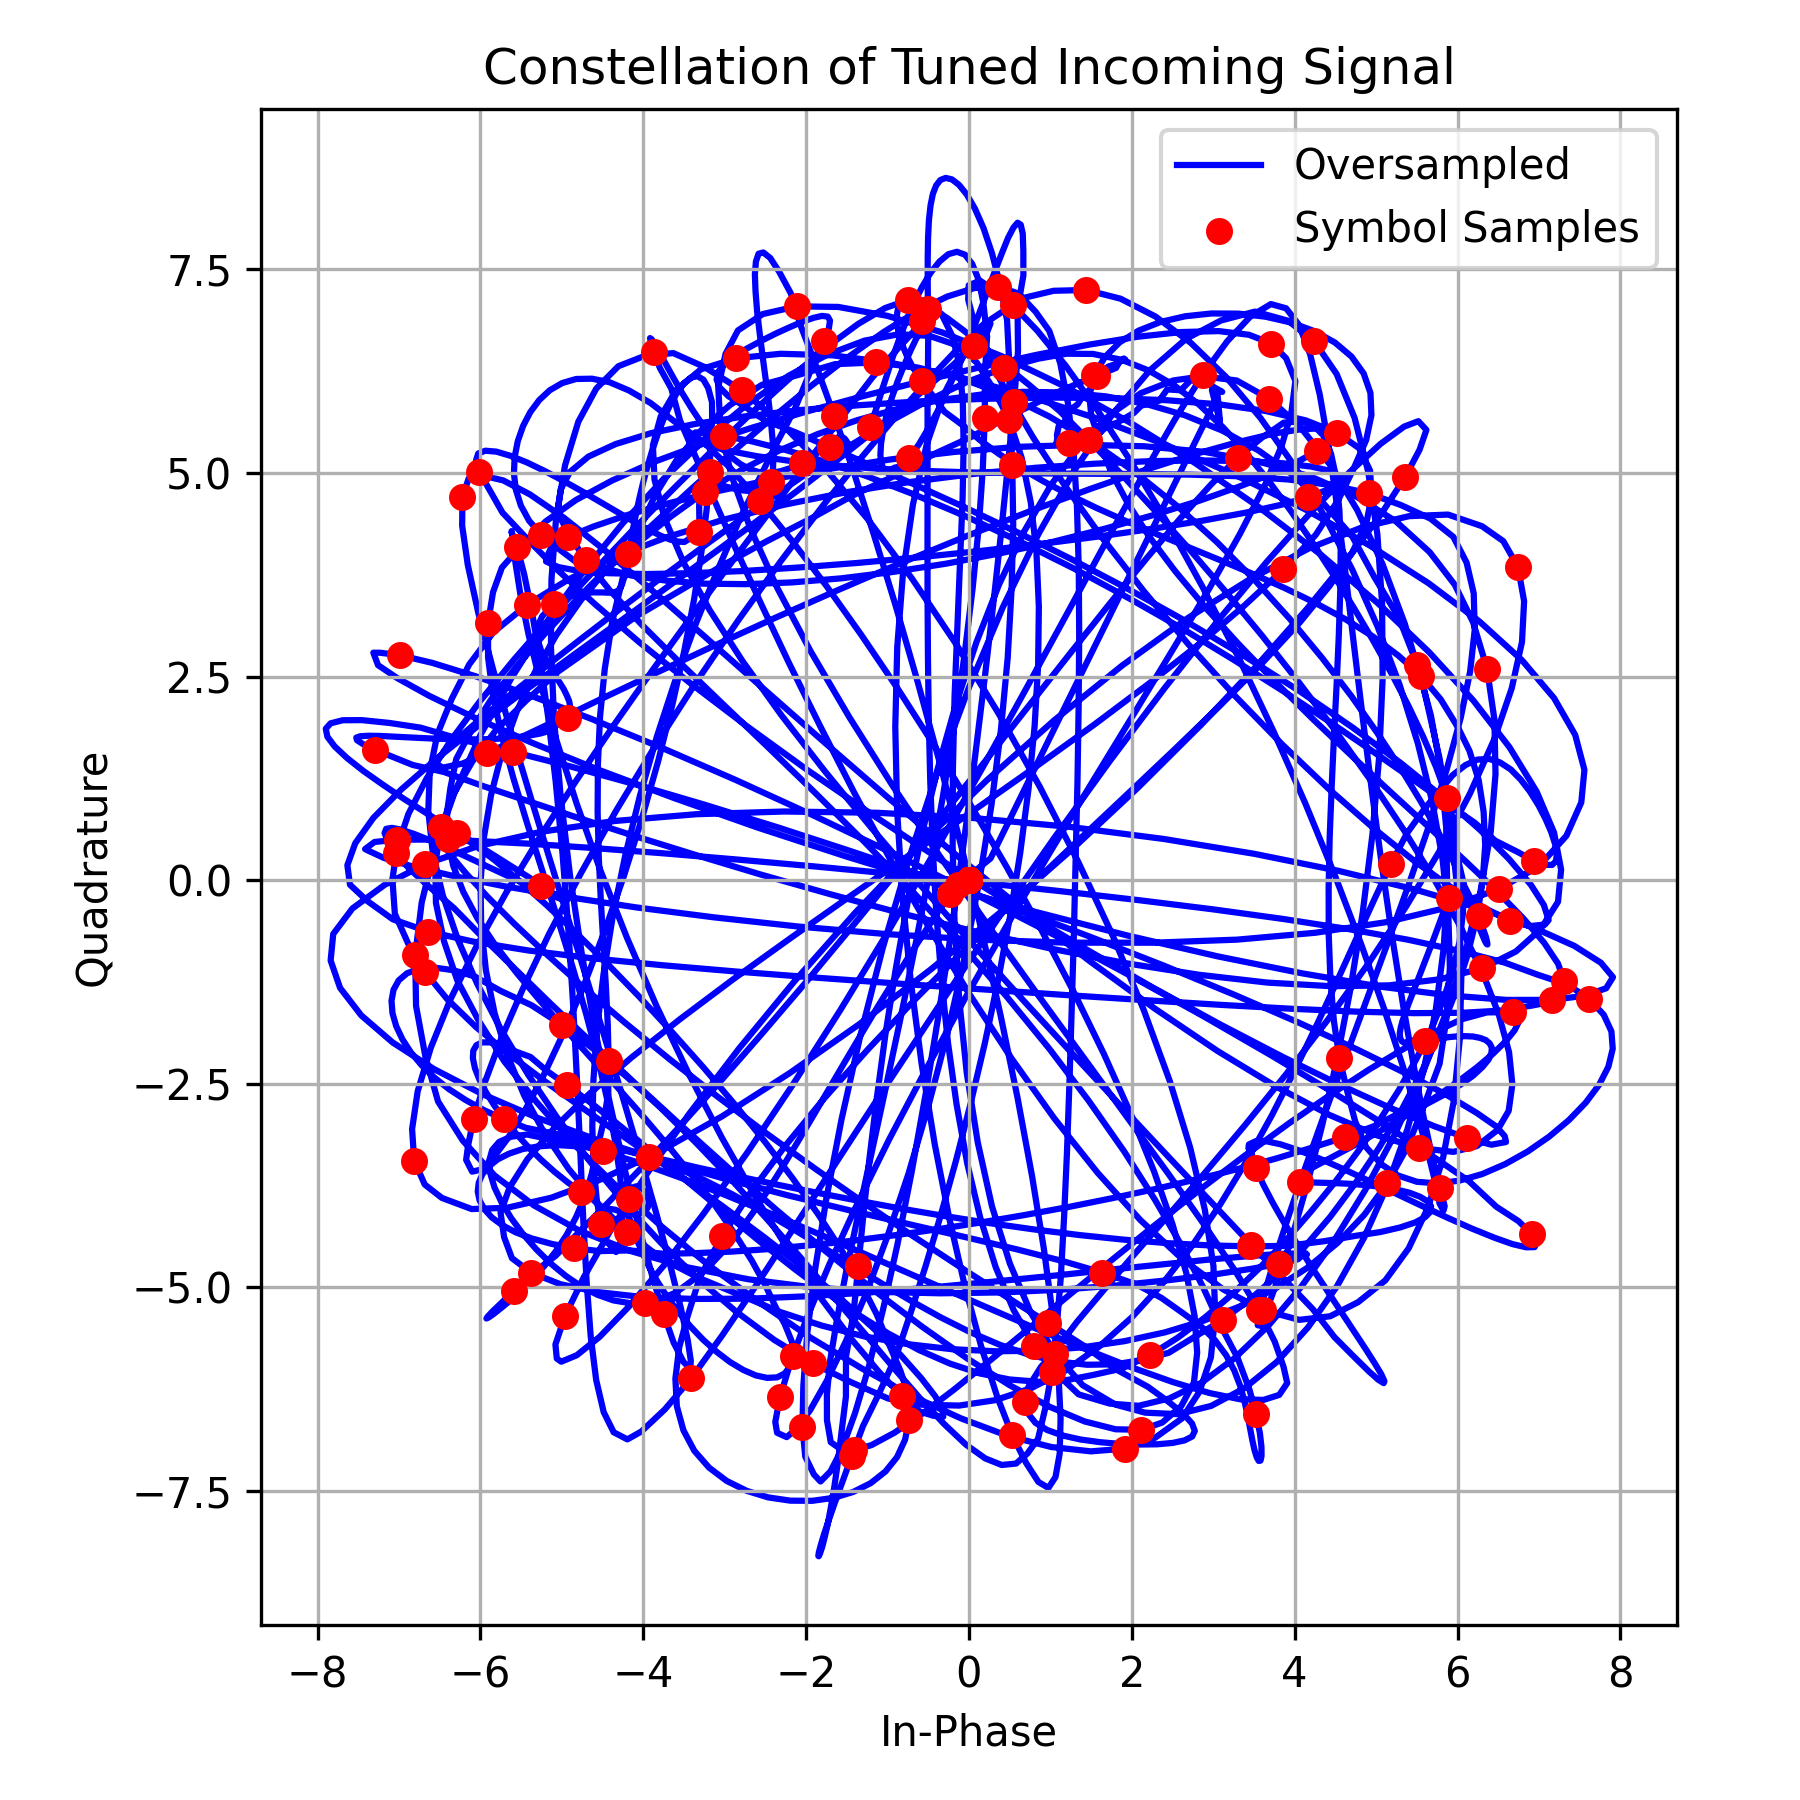 Constellation of Tuned Incoming Signal
Oversampled
Symbol Samples
Quadrature
7.5
5.0
2.5
0.0
−2.5
−5.0
−7.5
−8 −6 −4 −2 0 2 4 6 8
In-Phase